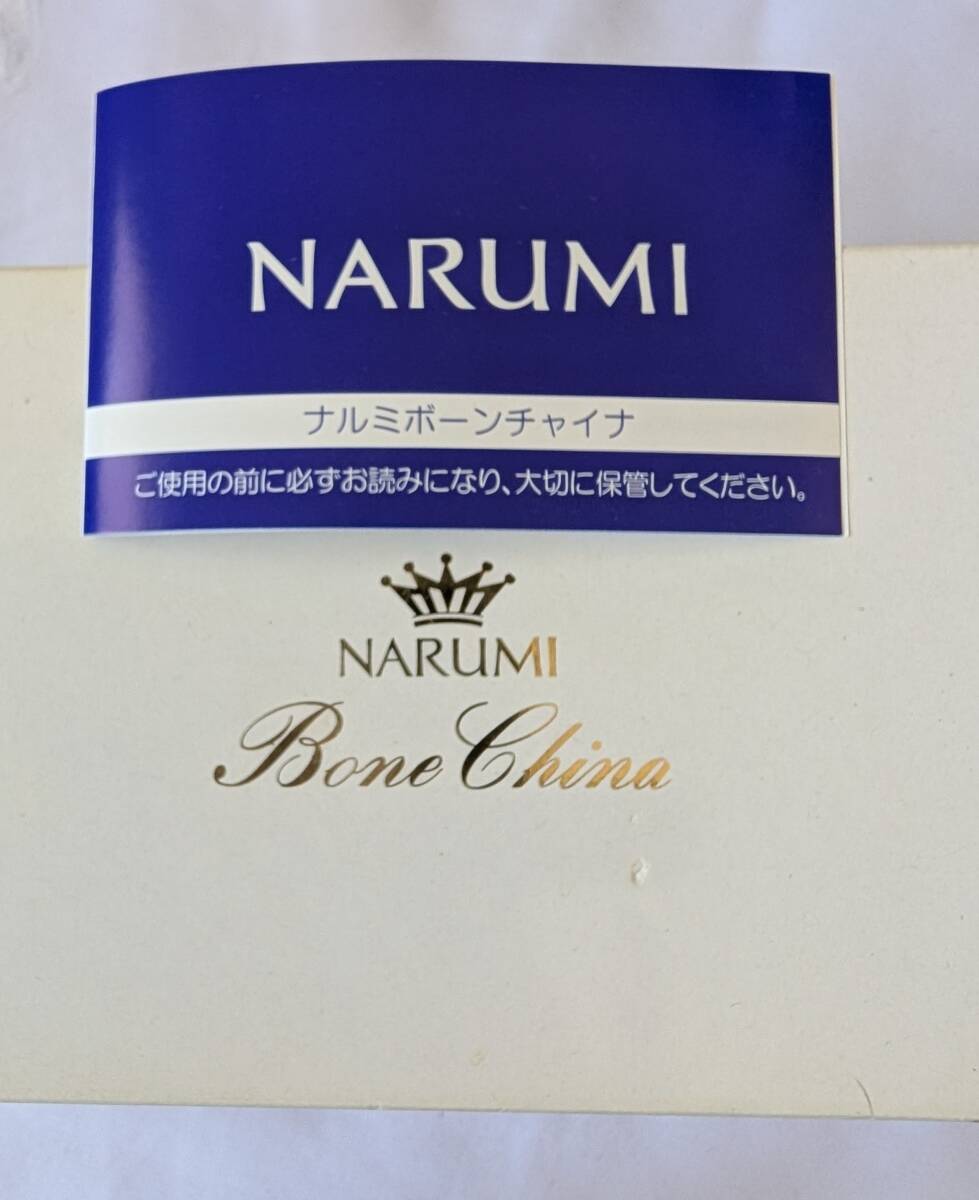 NARUMI
ナルミボーンチャイナ
ご使用の前に必ずお読みになり、大切に保管してください。
NARUMI
Bone China